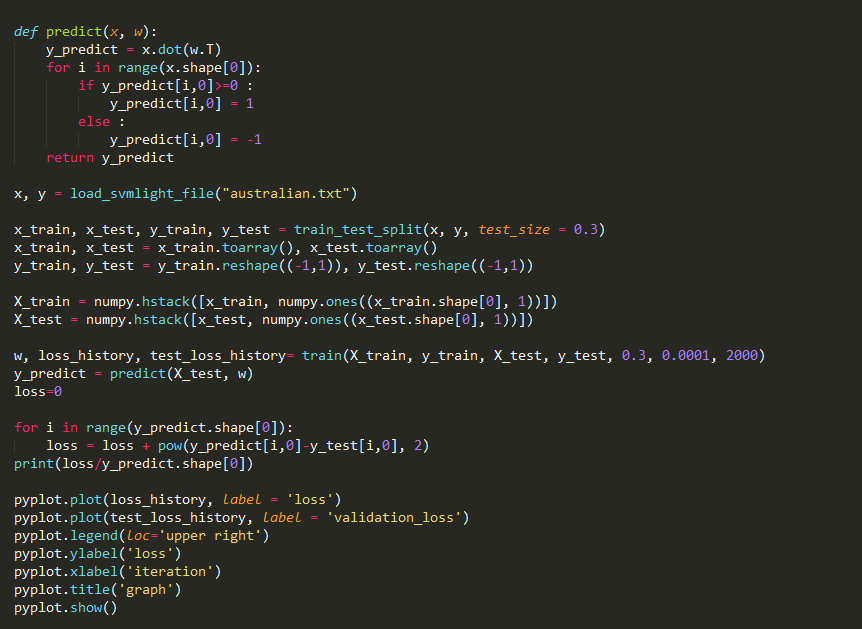 def predict(x, w):
    y_predict = x.dot(w.T)
    for i in range(x.shape[0]):
        if y_predict[i,0]>=0 :
            y_predict[i,0] = 1
        else :
            y_predict[i,0] = -1
    return y_predict

x, y = load_svmlight_file("australian.txt")

x_train, x_test, y_train, y_test = train_test_split(x, y, test_size = 0.3)
x_train, x_test = x_train.toarray(), x_test.toarray()
y_train, y_test = y_train.reshape((-1,1)), y_test.reshape((-1,1))

X_train = numpy.hstack([x_train, numpy.ones((x_train.shape[0], 1))])
X_test = numpy.hstack([x_test, numpy.ones((x_test.shape[0], 1))])

w, loss_history, test_loss_history= train(X_train, y_train, X_test, y_test, 0.3, 0.0001, 2000)
y_predict = predict(X_test, w)
loss=0

for i in range(y_predict.shape[0]):
    loss = loss + pow(y_predict[i,0]-y_test[i,0], 2)
print(loss/y_predict.shape[0])

pyplot.plot(loss_history, label = 'loss')
pyplot.plot(test_loss_history, label = 'validation_loss')
pyplot.legend(loc='upper right')
pyplot.ylabel('loss')
pyplot.xlabel('iteration')
pyplot.title('graph')
pyplot.show()